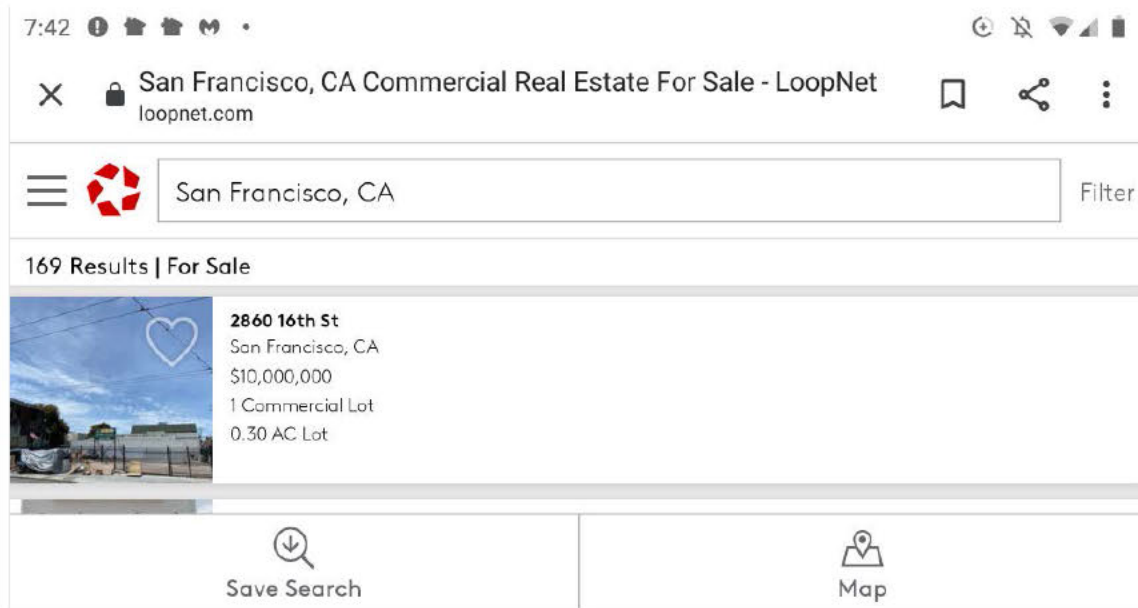 7:42
San Francisco, CA Commercial Real Estate For Sale - LoopNet
loopnet.com
San Francisco, CA
Filter
169 Results | For Sale
2860 16th St
San Francisco, CA
$10,000,000
1 Commercial Lot
0.30 AC Lot
Save Search
Map